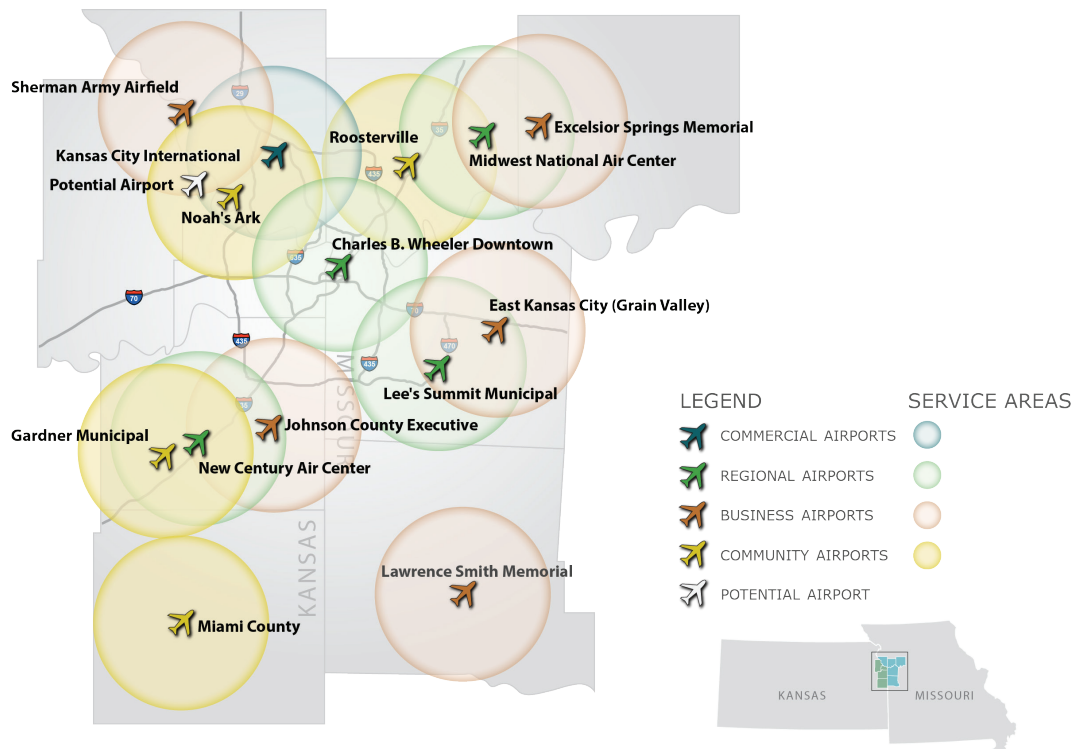 Sherman Army Airfield
29
Kansas City International
Potential Airport
Noah's Ark
Roosterville
35
435
Excelsior Springs Memorial
Midwest National Air Center
Charles B. Wheeler Downtown
635
70
East Kansas City (Grain Valley)
435
470
435
Lee's Summit Municipal
MISSOURI
Johnson County Executive
Gardner Municipal
New Century Air Center
KANSAS
Lawrence Smith Memorial
Miami County
LEGEND
SERVICE AREAS
COMMERCIAL AIRPORTS
REGIONAL AIRPORTS
BUSINESS AIRPORTS
COMMUNITY AIRPORTS
POTENTIAL AIRPORT
KANSAS
MISSOURI